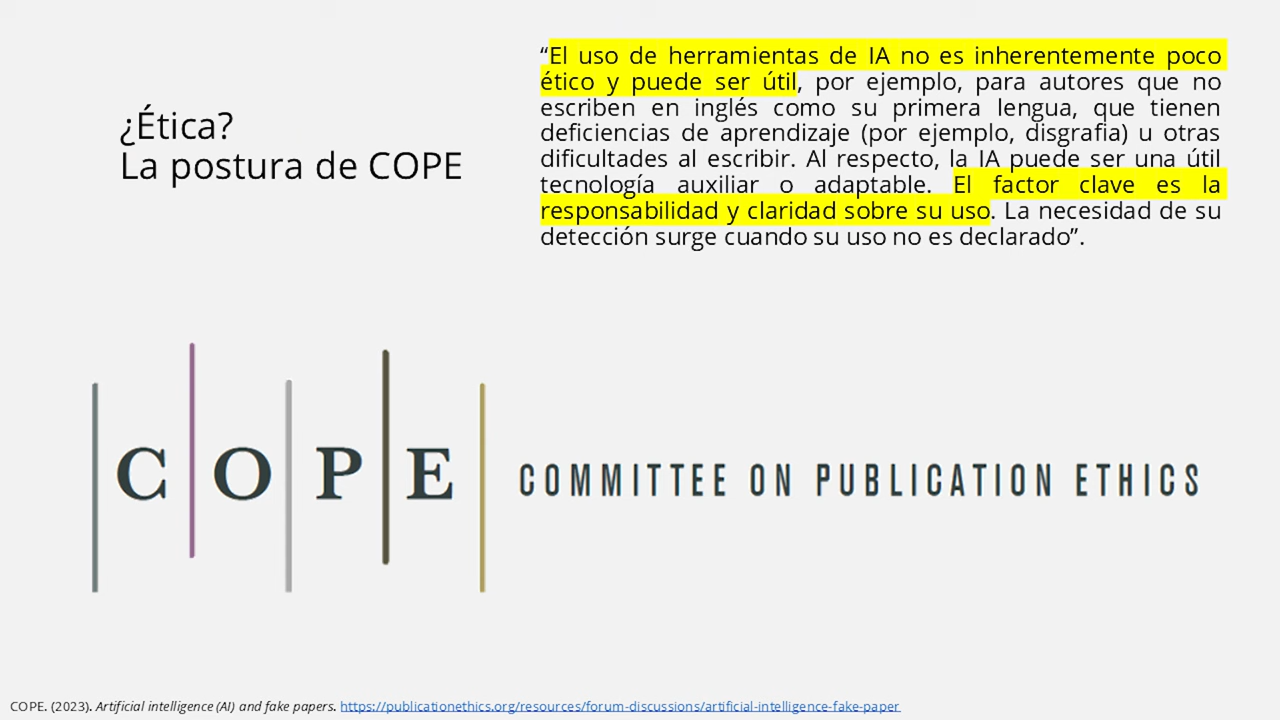 ¿Ética?
La postura de COPE
“El uso de herramientas de IA no es inherentemente poco
ético y puede ser útil, por ejemplo, para autores que no
escriben en inglés como su primera lengua, que tienen
deficiencias de aprendizaje (por ejemplo, disgrafia) u otras
dificultades al escribir. Al respecto, la IA puede ser una útil
tecnología auxiliar o adaptable. El factor clave es la
responsabilidad y claridad sobre su uso. La necesidad de su
detección surge cuando su uso no es declarado”.
COPE COMMITTEE ON PUBLICATION ETHICS
COPE. (2023). Artificial intelligence (AI) and fake papers. https://publicationethics.org/resources/forum-discussions/artificial-intelligence-fake-paper